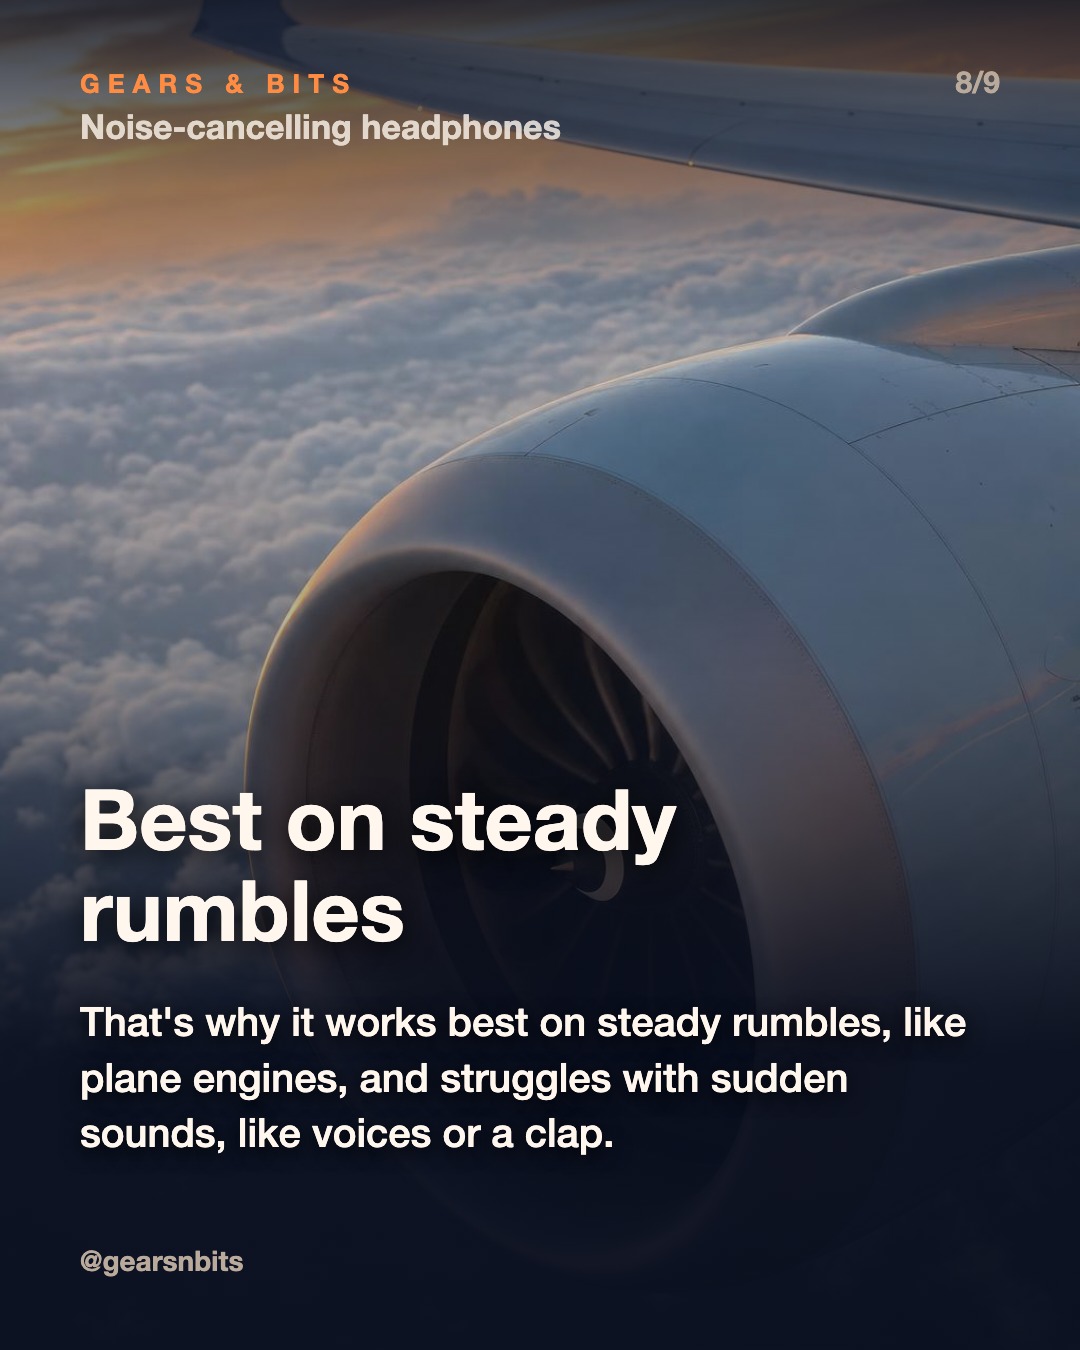 GEARS & BITS
8/9
Noise-cancelling headphones
Best on steady
rumbles
That's why it works best on steady rumbles, like
plane engines, and struggles with sudden
sounds, like voices or a clap.
@gearsnbits